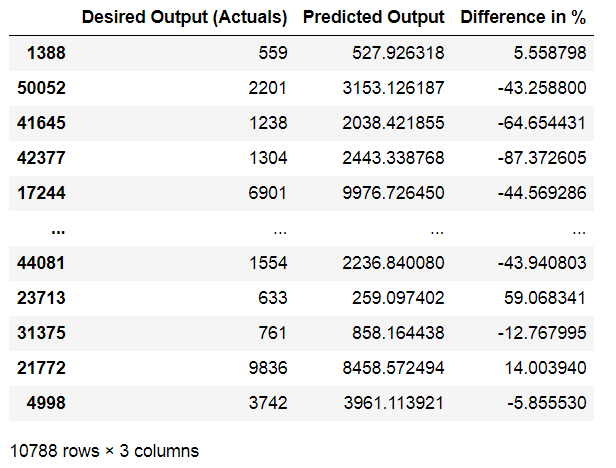 Desired Output (Actuals) Predicted Output Difference in %
1388 559 527.926318 5.558798
50052 2201 3153.126187 -43.258800
41645 1238 2038.421855 -64.654431
42377 1304 2443.338768 -87.372605
17244 6901 9976.726450 -44.569286
... ... ... ...
44081 1554 2236.840080 -43.940803
23713 633 259.097402 59.068341
31375 761 858.164438 -12.767995
21772 9836 8458.572494 14.003940
4998 3742 3961.113921 -5.855530
10788 rows × 3 columns